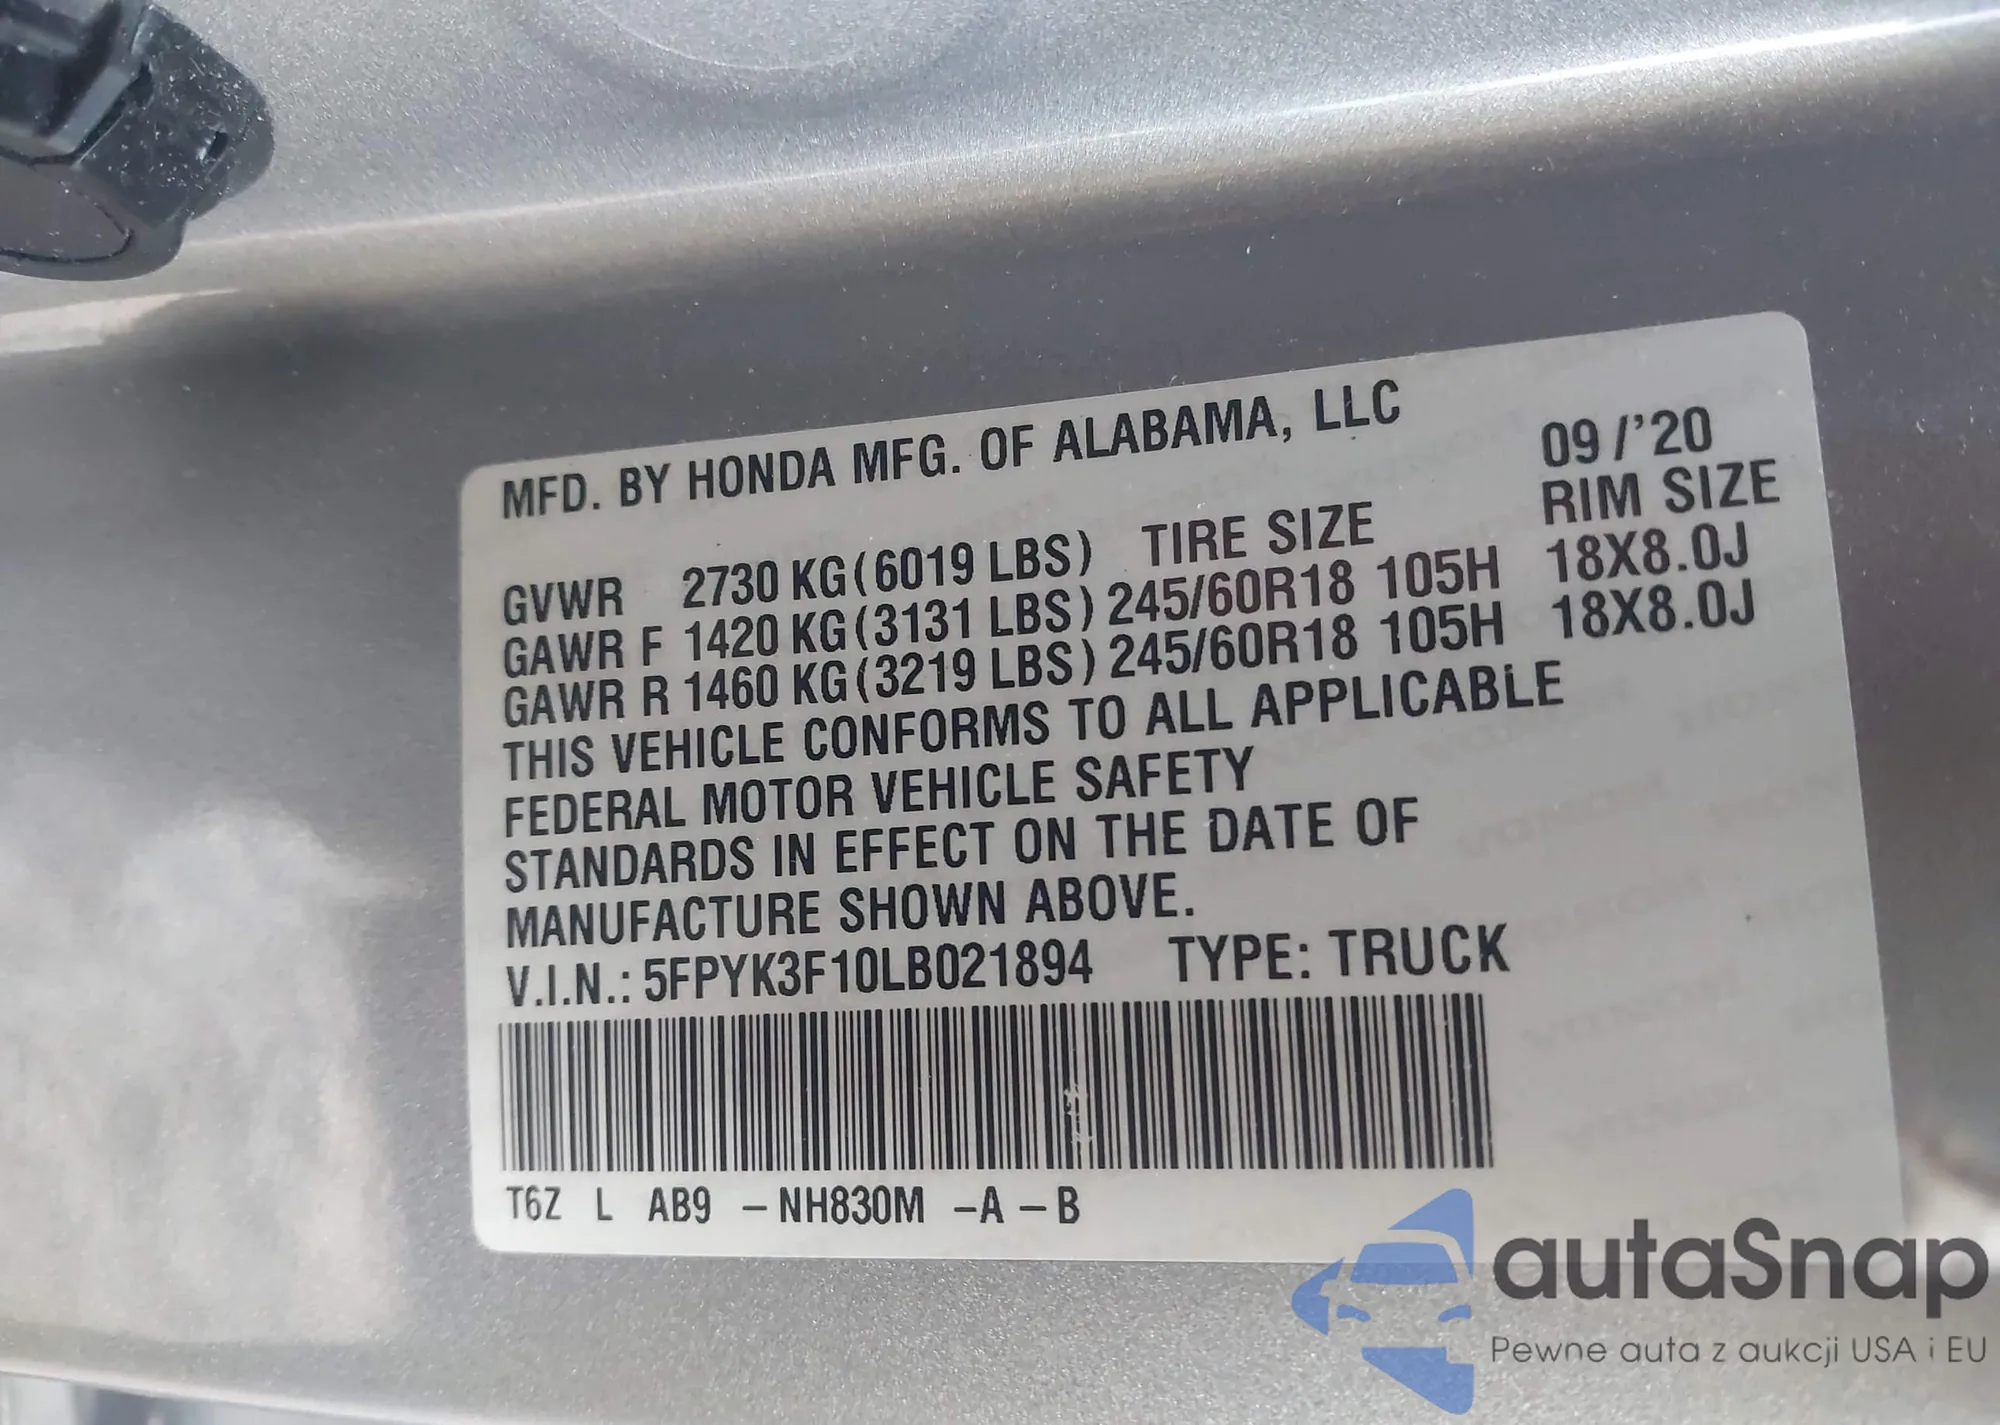 MFD. BY HONDA MFG. OF ALABAMA, LLC
09/'20
GVWR 2730 KG(6019 LBS) TIRE SIZE RIM SIZE
GAWR F 1420 KG(3131 LBS) 245/60R18 105H 18X8.0J
GAWR R 1460 KG(3219 LBS) 245/60R18 105H 18X8.0J
THIS VEHICLE CONFORMS TO ALL APPLICABLE
FEDERAL MOTOR VEHICLE SAFETY
STANDARDS IN EFFECT ON THE DATE OF
MANUFACTURE SHOWN ABOVE.
V.I.N.: 5FPYK3F10LB021894 TYPE: TRUCK
T6Z L AB9 -NH830M -A -B
autaSnap
Pewne auta z aukcji USA i EU